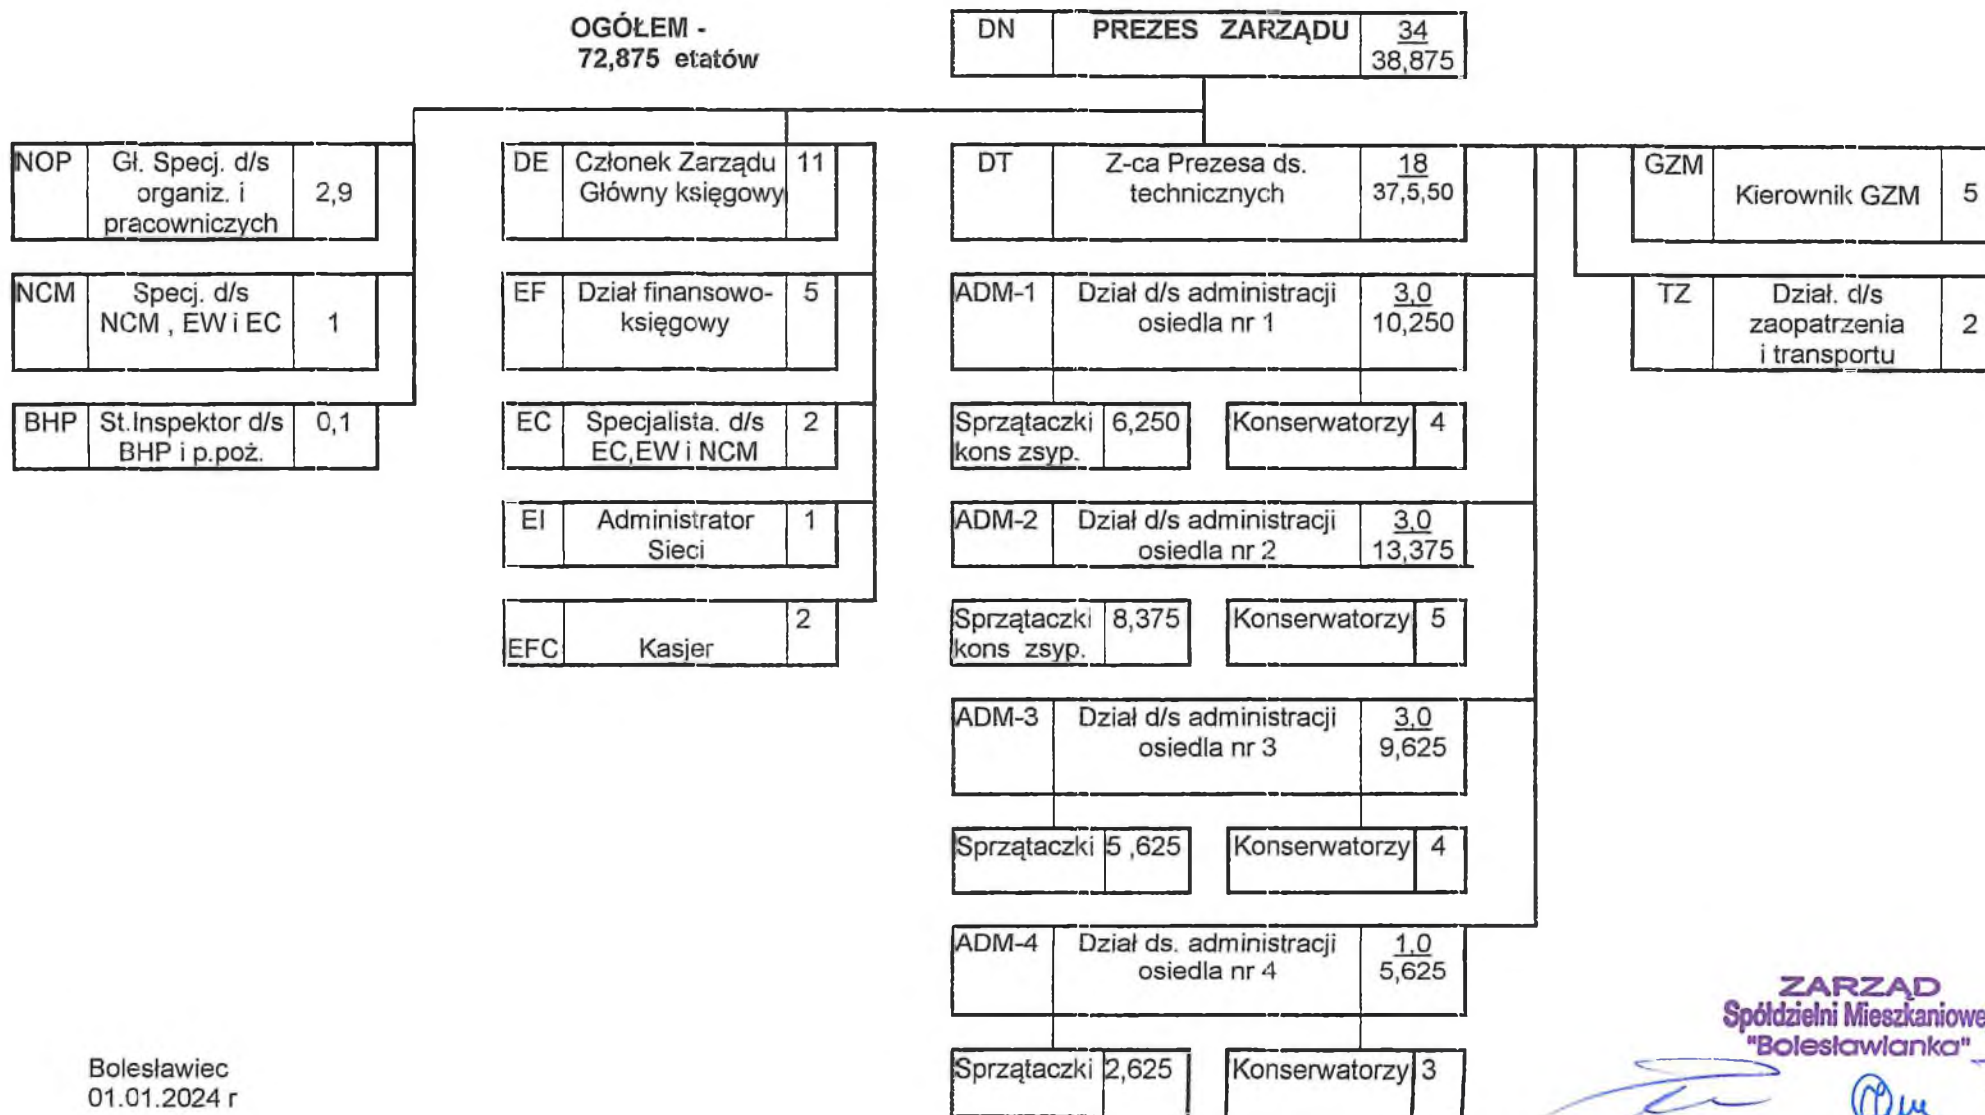 OGÓŁEM -
72,875 etatów
DN PREZES ZARZĄDU 34
38,875
NOP Gł. Specj. d/s
organiz. i 2,9
pracowniczych
DE Członek Zarządu 11
Główny księgowy
DT Z-ca Prezesa ds. 18
technicznych 37,5,50
GZM
Kierownik GZM 5
NCM Specj. d/s
NCM , EW i EC 1
EF Dział finansowo- 5
księgowy
ADM-1 Dział d/s administracji 3,0
osiedla nr 1 10,250
TZ Dział. d/s
zaopatrzenia 2
i transportu
BHP St.Inspektor d/s 0,1
BHP i p.poż.
EC Specjalista. d/s 2
EC,EW i NCM
Sprzątaczki 6,250 Konserwatorzy 4
kons zsyp.
EI Administrator 1
Sieci
ADM-2 Dział d/s administracji 3,0
osiedla nr 2 13,375
2
EFC Kasjer
Sprzątaczki 8,375 Konserwatorzy 5
kons zsyp.
ADM-3 Dział d/s administracji 3,0
osiedla nr 3 9,625
Sprzątaczki 5 ,625 Konserwatorzy 4
ADM-4 Dział ds. administracji 1,0
osiedla nr 4 5,625
Sprzątaczki 2,625 Konserwatorzy 3
Bolesławiec
01.01.2024 r
ZARZĄD
Spółdzielni Mieszkaniowe
"Bolesławianka"